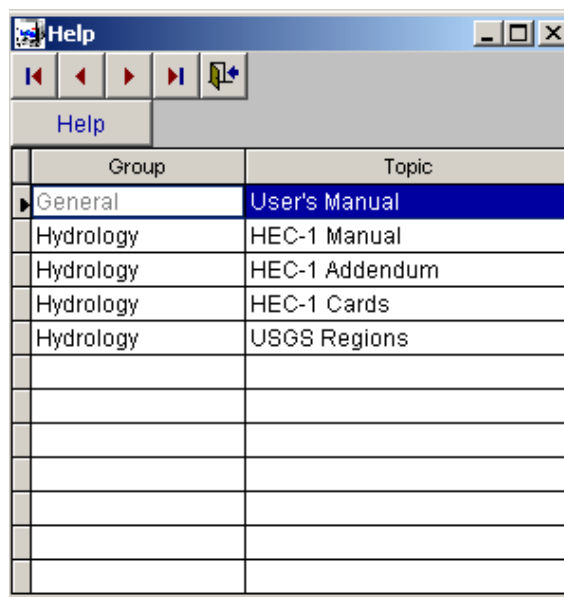 Help
Help
Group Topic
General User's Manual
Hydrology HEC-1 Manual
Hydrology HEC-1 Addendum
Hydrology HEC-1 Cards
Hydrology USGS Regions